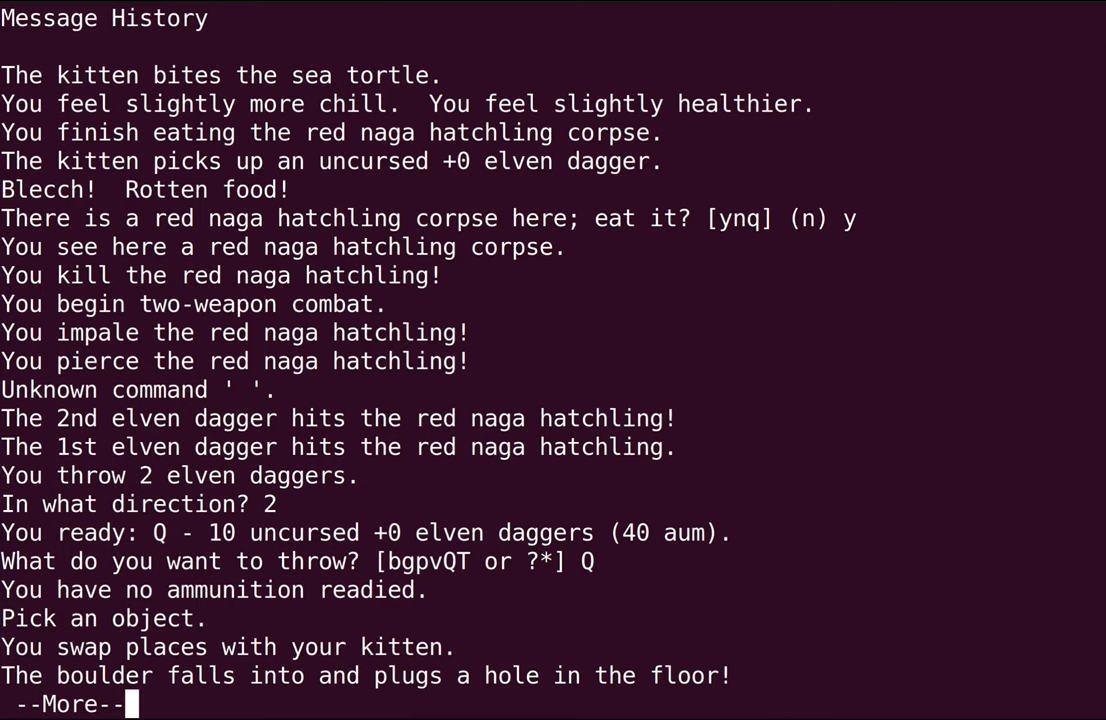 Message History
The kitten bites the sea tortle.
You feel slightly more chill.  You feel slightly healthier.
You finish eating the red naga hatchling corpse.
The kitten picks up an uncursed +0 elven dagger.
Blecch!  Rotten food!
There is a red naga hatchling corpse here; eat it? [ynq] (n) y
You see here a red naga hatchling corpse.
You kill the red naga hatchling!
You begin two-weapon combat.
You impale the red naga hatchling!
You pierce the red naga hatchling!
Unknown command ' '.
The 2nd elven dagger hits the red naga hatchling!
The 1st elven dagger hits the red naga hatchling.
You throw 2 elven daggers.
In what direction? 2
You ready: Q - 10 uncursed +0 elven daggers (40 aum).
What do you want to throw? [bgpvQT or ?*] Q
You have no ammunition readied.
Pick an object.
You swap places with your kitten.
The boulder falls into and plugs a hole in the floor!
--More--